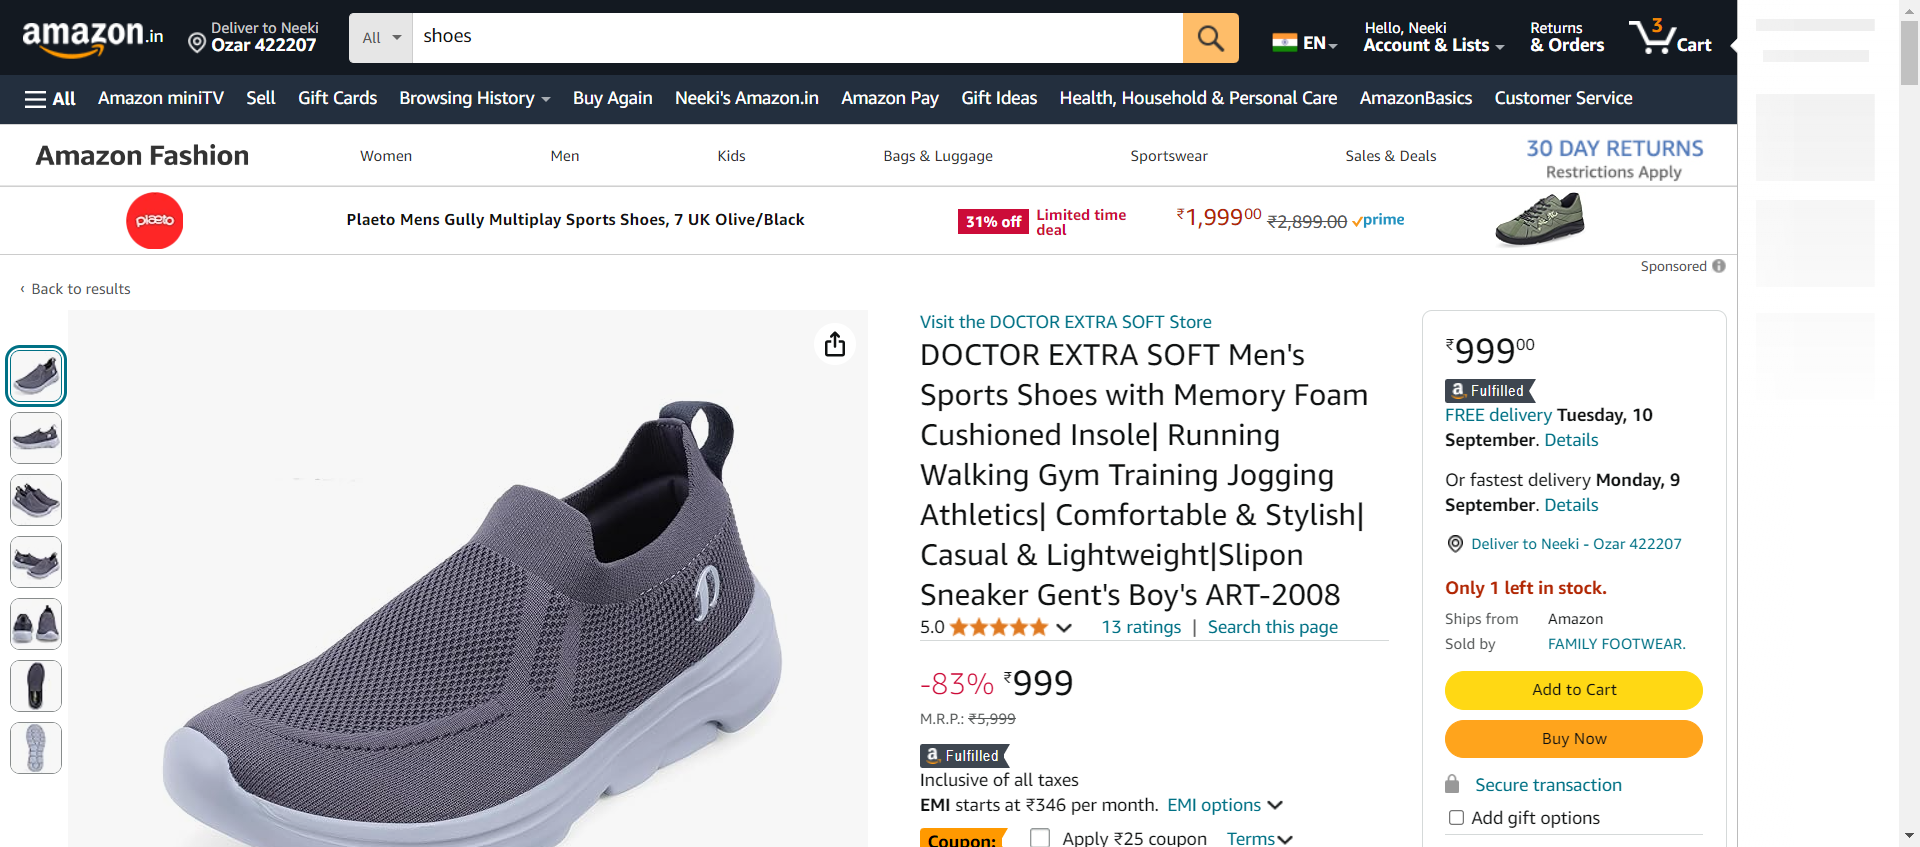 amazon.in
Deliver to Neeki
Ozar 422207
All
shoes
EN
Hello, Neeki
Account & Lists
Returns
& Orders
3
Cart
All
Amazon miniTV
Sell
Gift Cards
Browsing History
Buy Again
Neeki's Amazon.in
Amazon Pay
Gift Ideas
Health, Household & Personal Care
AmazonBasics
Customer Service
Amazon Fashion
Women
Men
Kids
Bags & Luggage
Sportswear
Sales & Deals
30 DAY RETURNS
Restrictions Apply
plaeto
Plaeto Mens Gully Multiplay Sports Shoes, 7 UK Olive/Black
31% off
Limited time
deal
₹1,99900
₹2,899.00
prime
Sponsored
‹ Back to results
Visit the DOCTOR EXTRA SOFT Store
DOCTOR EXTRA SOFT Men's
Sports Shoes with Memory Foam
Cushioned Insole| Running
Walking Gym Training Jogging
Athletics| Comfortable & Stylish|
Casual & Lightweight|Slipon
Sneaker Gent's Boy's ART-2008
5.0
13 ratings | Search this page
-83% ₹999
M.R.P.: ₹5,999
a Fulfilled
Inclusive of all taxes
EMI starts at ₹346 per month. EMI options
Coupon:
Apply ₹25 coupon
Terms
₹99900
a Fulfilled
FREE delivery Tuesday, 10
September. Details
Or fastest delivery Monday, 9
September. Details
Deliver to Neeki - Ozar 422207
Only 1 left in stock.
Ships from Amazon
Sold by FAMILY FOOTWEAR.
Add to Cart
Buy Now
Secure transaction
Add gift options